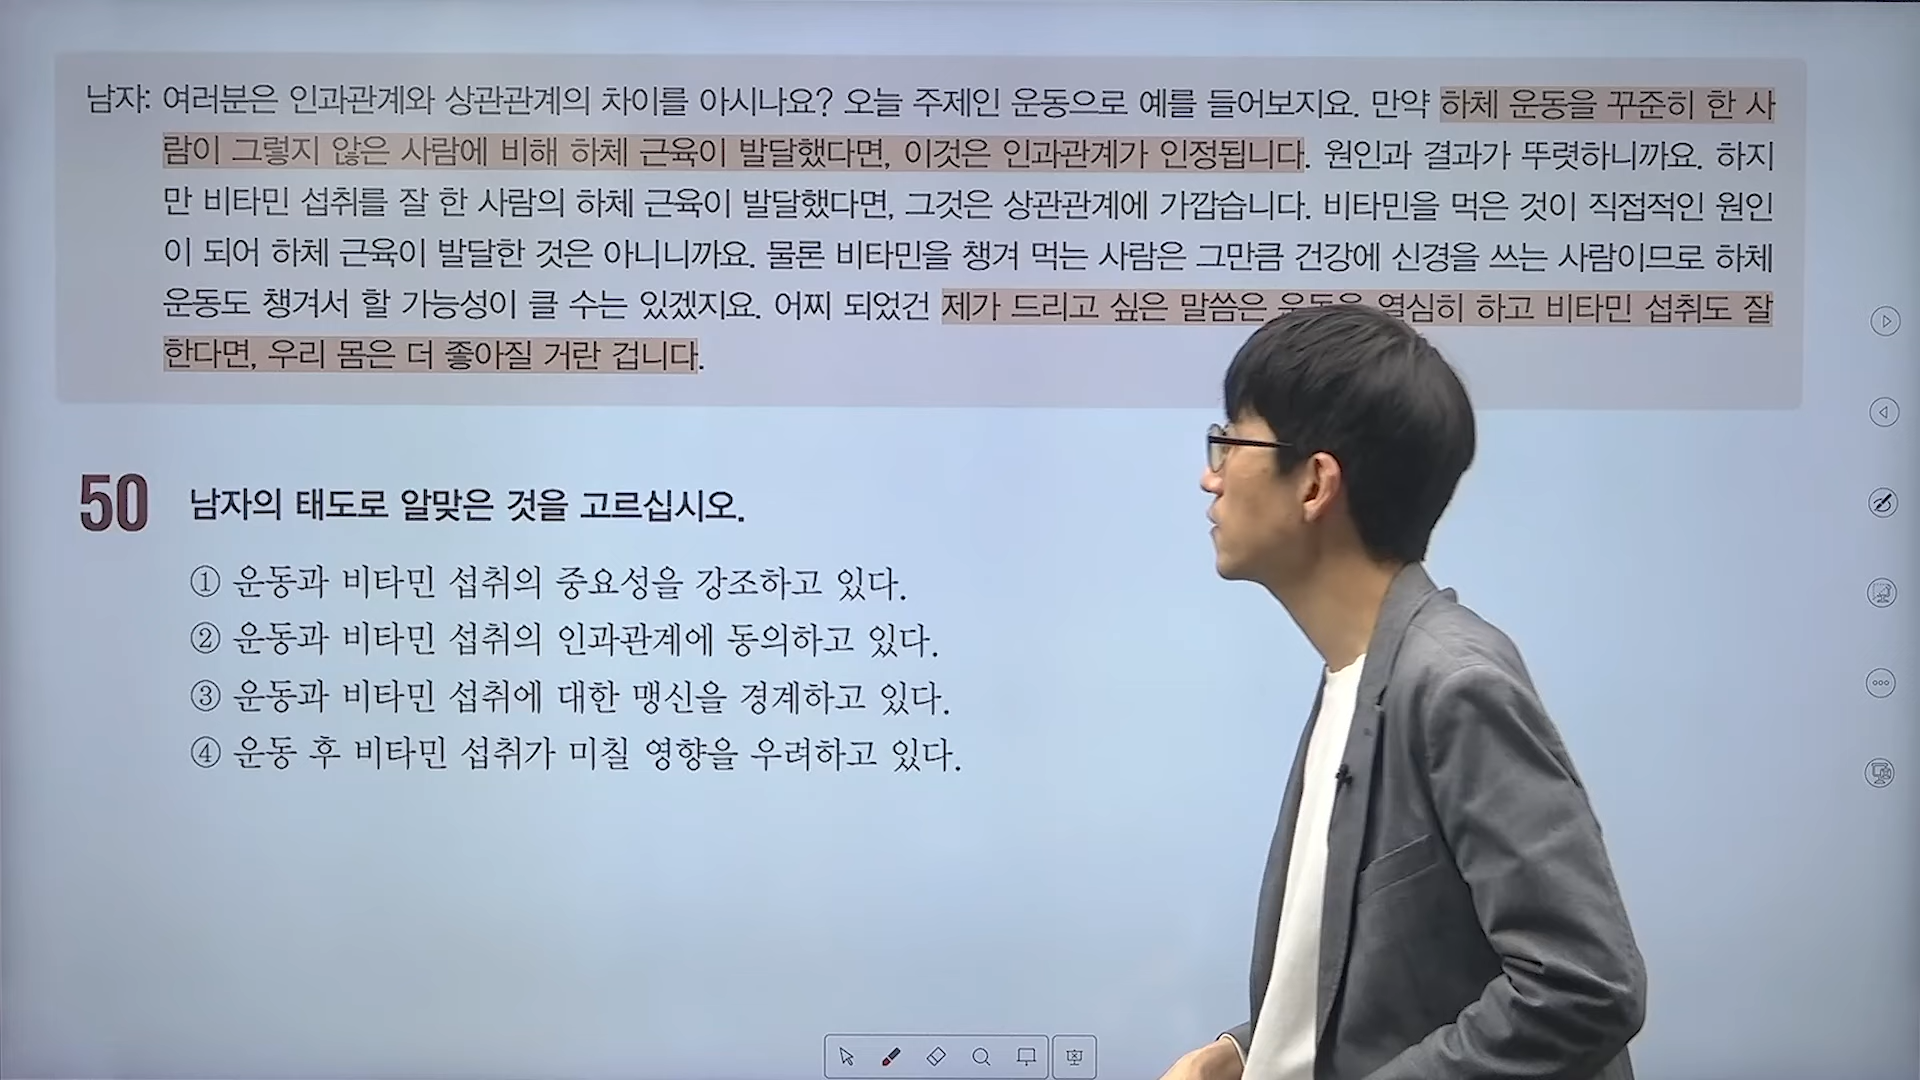 남자: 여러분은 인과관계와 상관관계의 차이를 아시나요? 오늘 주제인 운동으로 예를 들어보지요. 만약 하체 운동을 꾸준히 한 사
람이 그렇지 않은 사람에 비해 하체 근육이 발달했다면, 이것은 인과관계가 인정됩니다. 원인과 결과가 뚜렷하니까요. 하지
만 비타민 섭취를 잘 한 사람의 하체 근육이 발달했다면, 그것은 상관관계에 가깝습니다. 비타민을 먹은 것이 직접적인 원인
이 되어 하체 근육이 발달한 것은 아니니까요. 물론 비타민을 챙겨 먹는 사람은 그만큼 건강에 신경을 쓰는 사람이므로 하체
운동도 챙겨서 할 가능성이 클 수는 있겠지요. 어찌 되었건 제가 드리고 싶은 말씀은 운동을 열심히 하고 비타민 섭취도 잘
한다면, 우리 몸은 더 좋아질 거란 겁니다.
50 남자의 태도로 알맞은 것을 고르십시오.
① 운동과 비타민 섭취의 중요성을 강조하고 있다.
② 운동과 비타민 섭취의 인과관계에 동의하고 있다.
③ 운동과 비타민 섭취에 대한 맹신을 경계하고 있다.
④ 운동 후 비타민 섭취가 미칠 영향을 우려하고 있다.